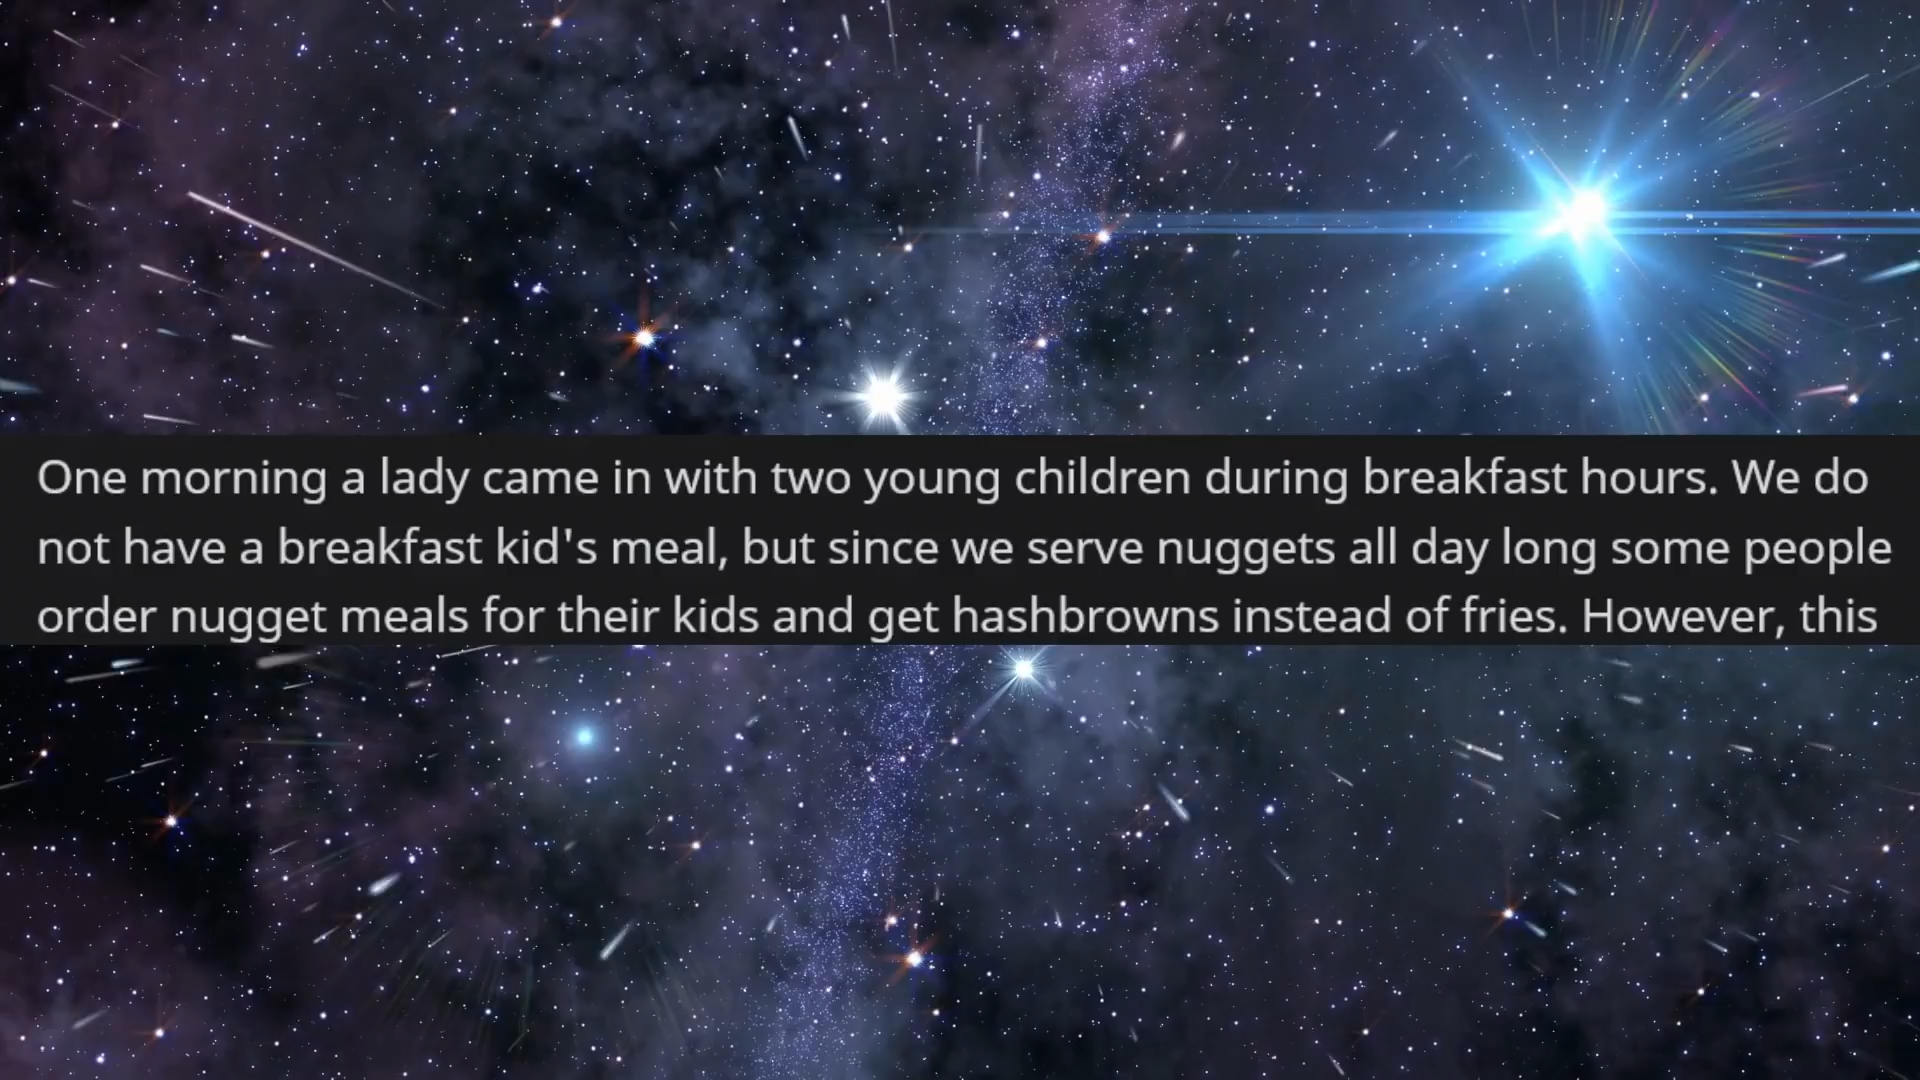 One morning a lady came in with two young children during breakfast hours. We do
not have a breakfast kid's meal, but since we serve nuggets all day long some people
order nugget meals for their kids and get hashbrowns instead of fries. However, this